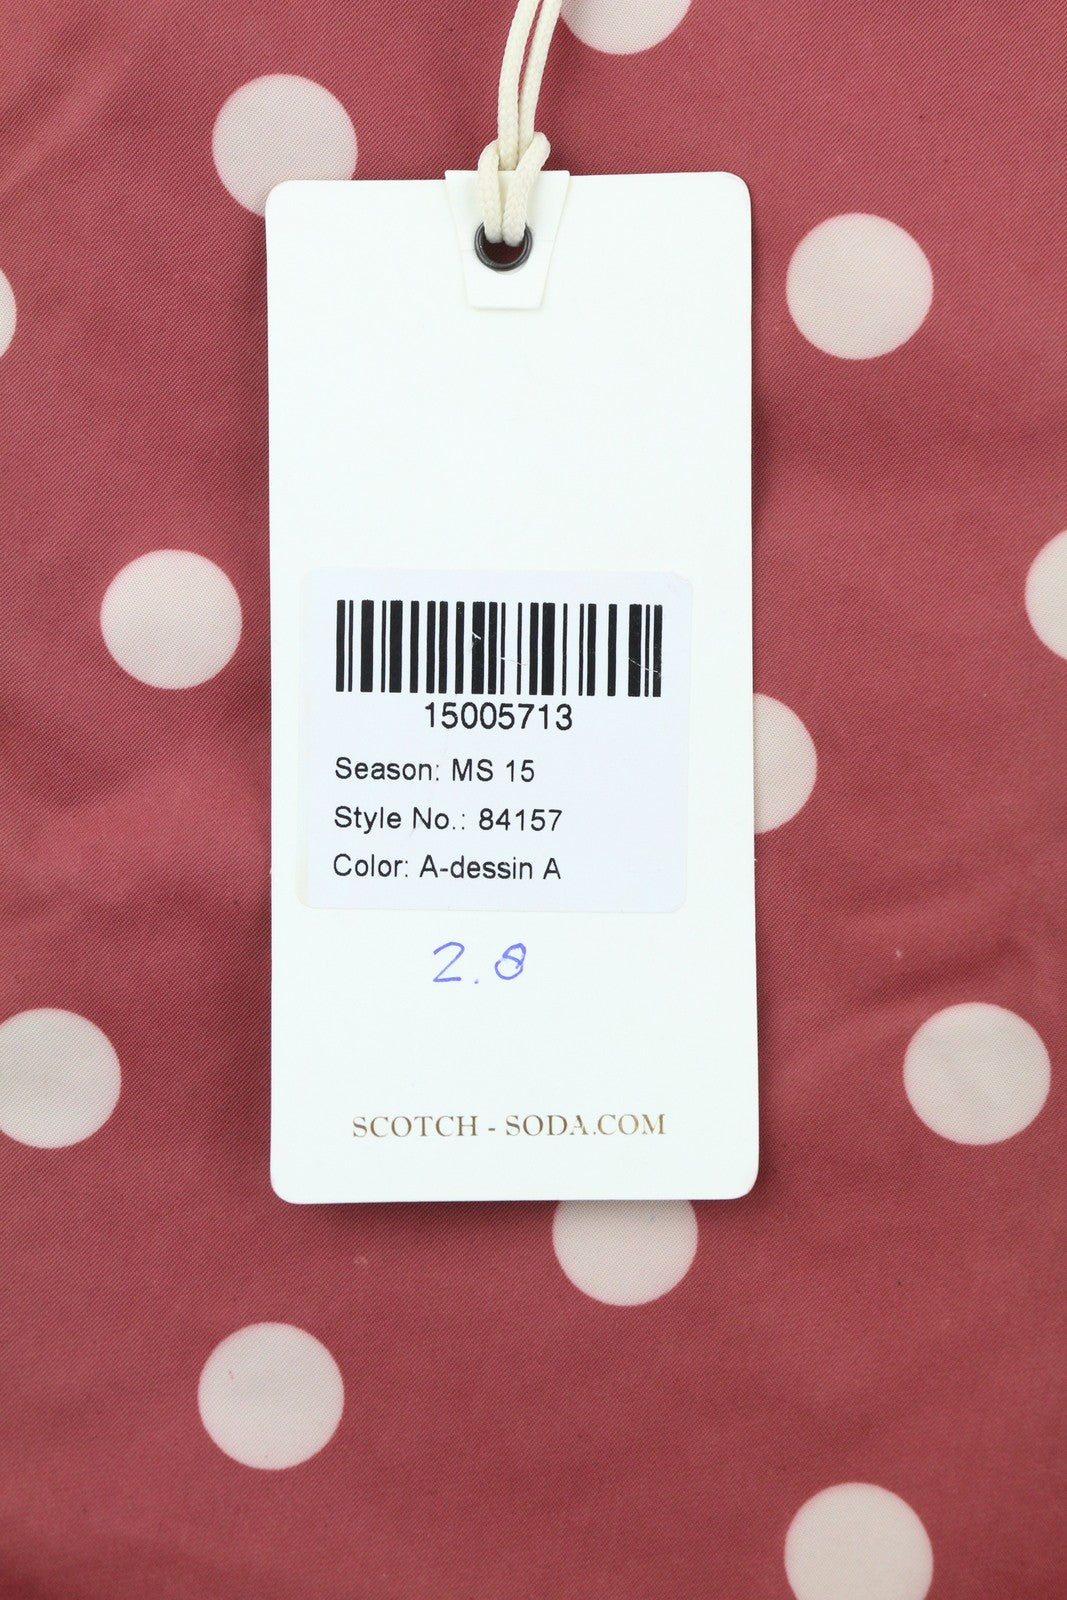 15005713
Season: MS 15
Style No.: 84157
Color: A-dessin A
2.8
SCOTCH - SODA.COM